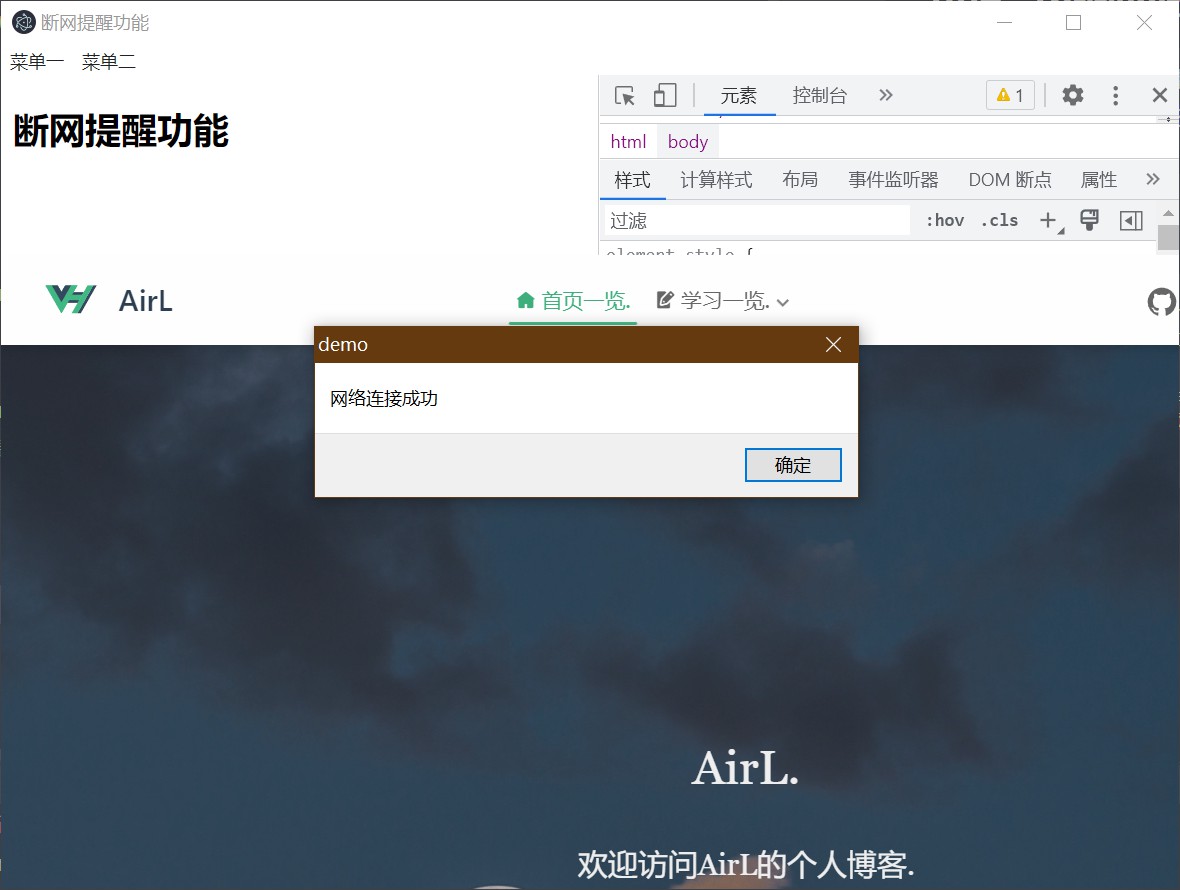 断网提醒功能
菜单一 菜单二
断网提醒功能
元素 控制台 1
html body
样式 计算样式 布局 事件监听器 DOM 断点 属性
过滤 :hov .cls
element.style {
AirL 首页一览. 学习一览.
demo
网络连接成功
确定
AirL.
欢迎访问AirL的个人博客.